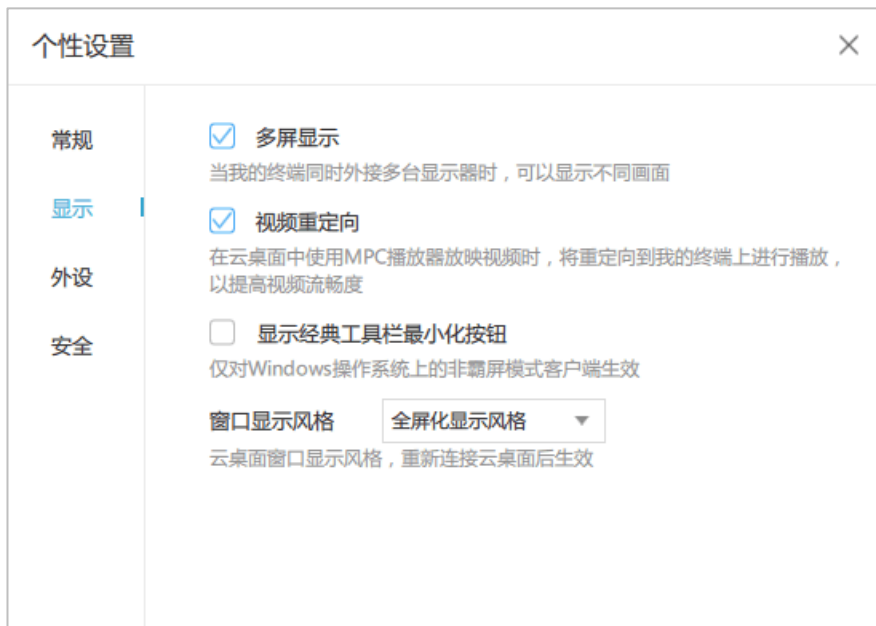 个性设置
常规
显示
外设
安全
多屏显示
当我的终端同时外接多台显示器时，可以显示不同画面
视频重定向
在云桌面中使用MPC播放器放映视频时，将重定向到我的终端上进行播放，
以提高视频流畅度
显示经典工具栏最小化按钮
仅对Windows操作系统上的非霸屏模式客户端生效
窗口显示风格 全屏化显示风格
云桌面窗口显示风格，重新连接云桌面后生效